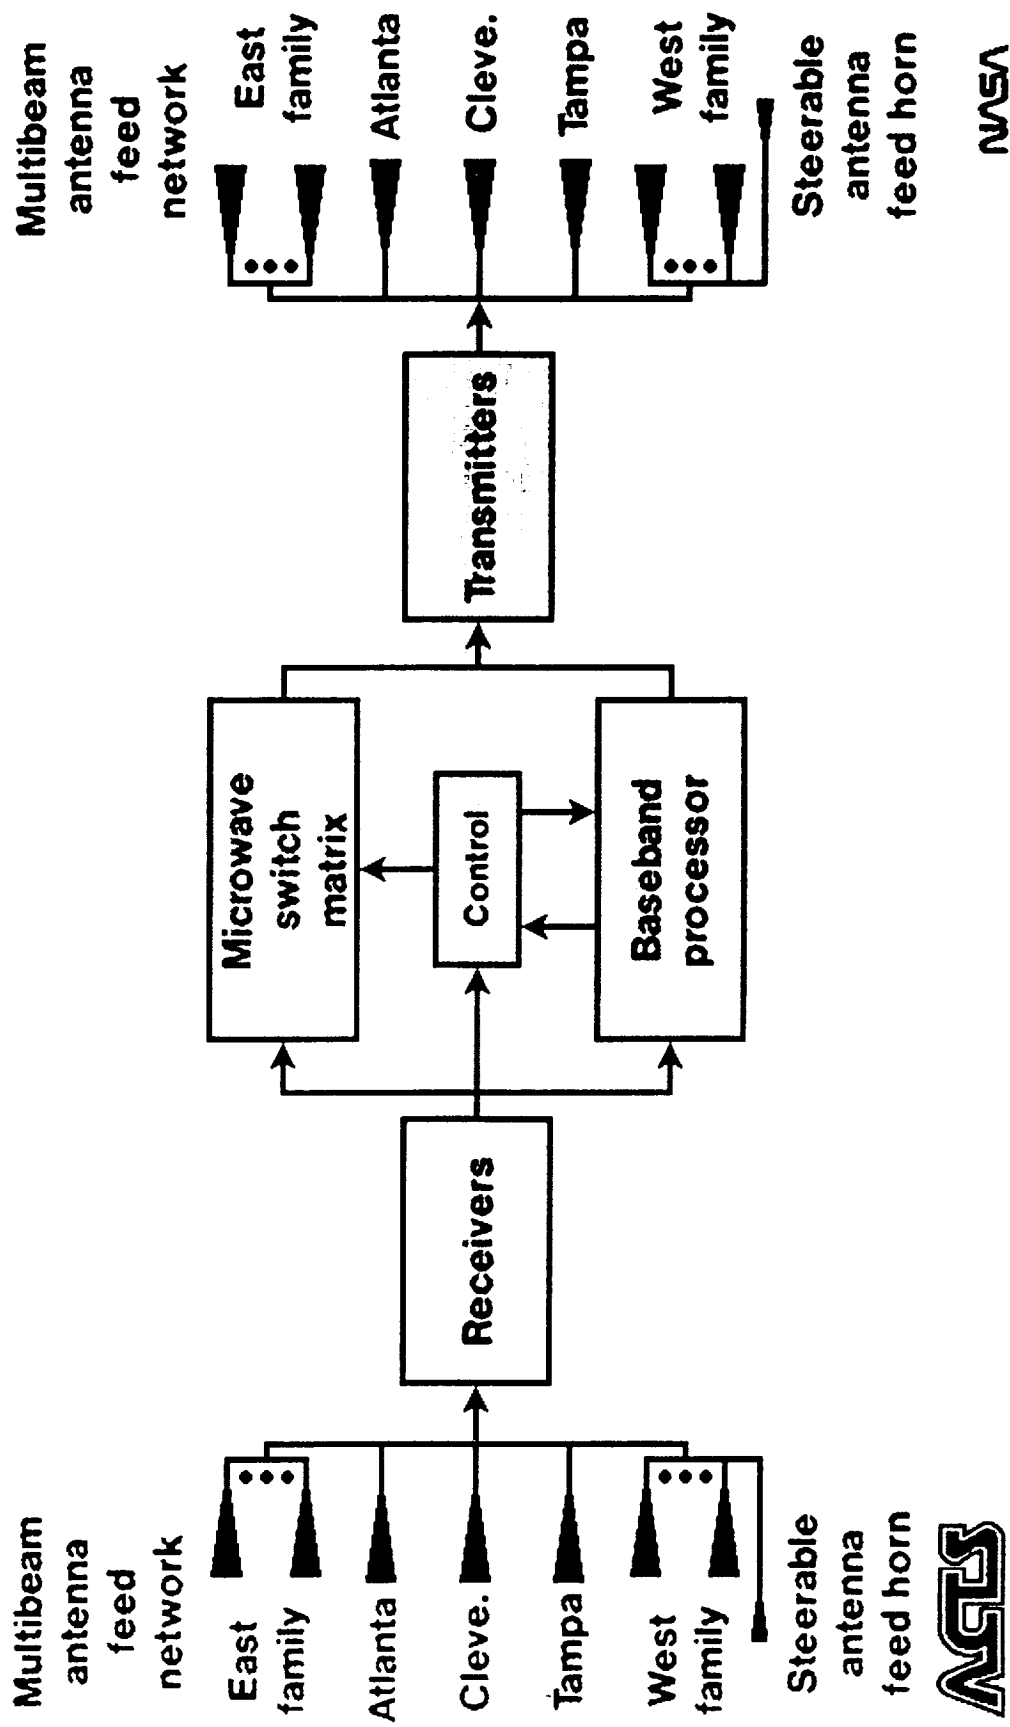 Multibeam
antenna
feed
network
East
family
Atlanta
Cleve.
Tampa
West
family
Steerable
antenna
feed horn
Receivers
Microwave
switch
matrix
Control
Baseband
processor
Transmitters
Multibeam
antenna
feed
network
East
family
Atlanta
Cleve.
Tampa
West
family
Steerable
antenna
feed horn
NASA